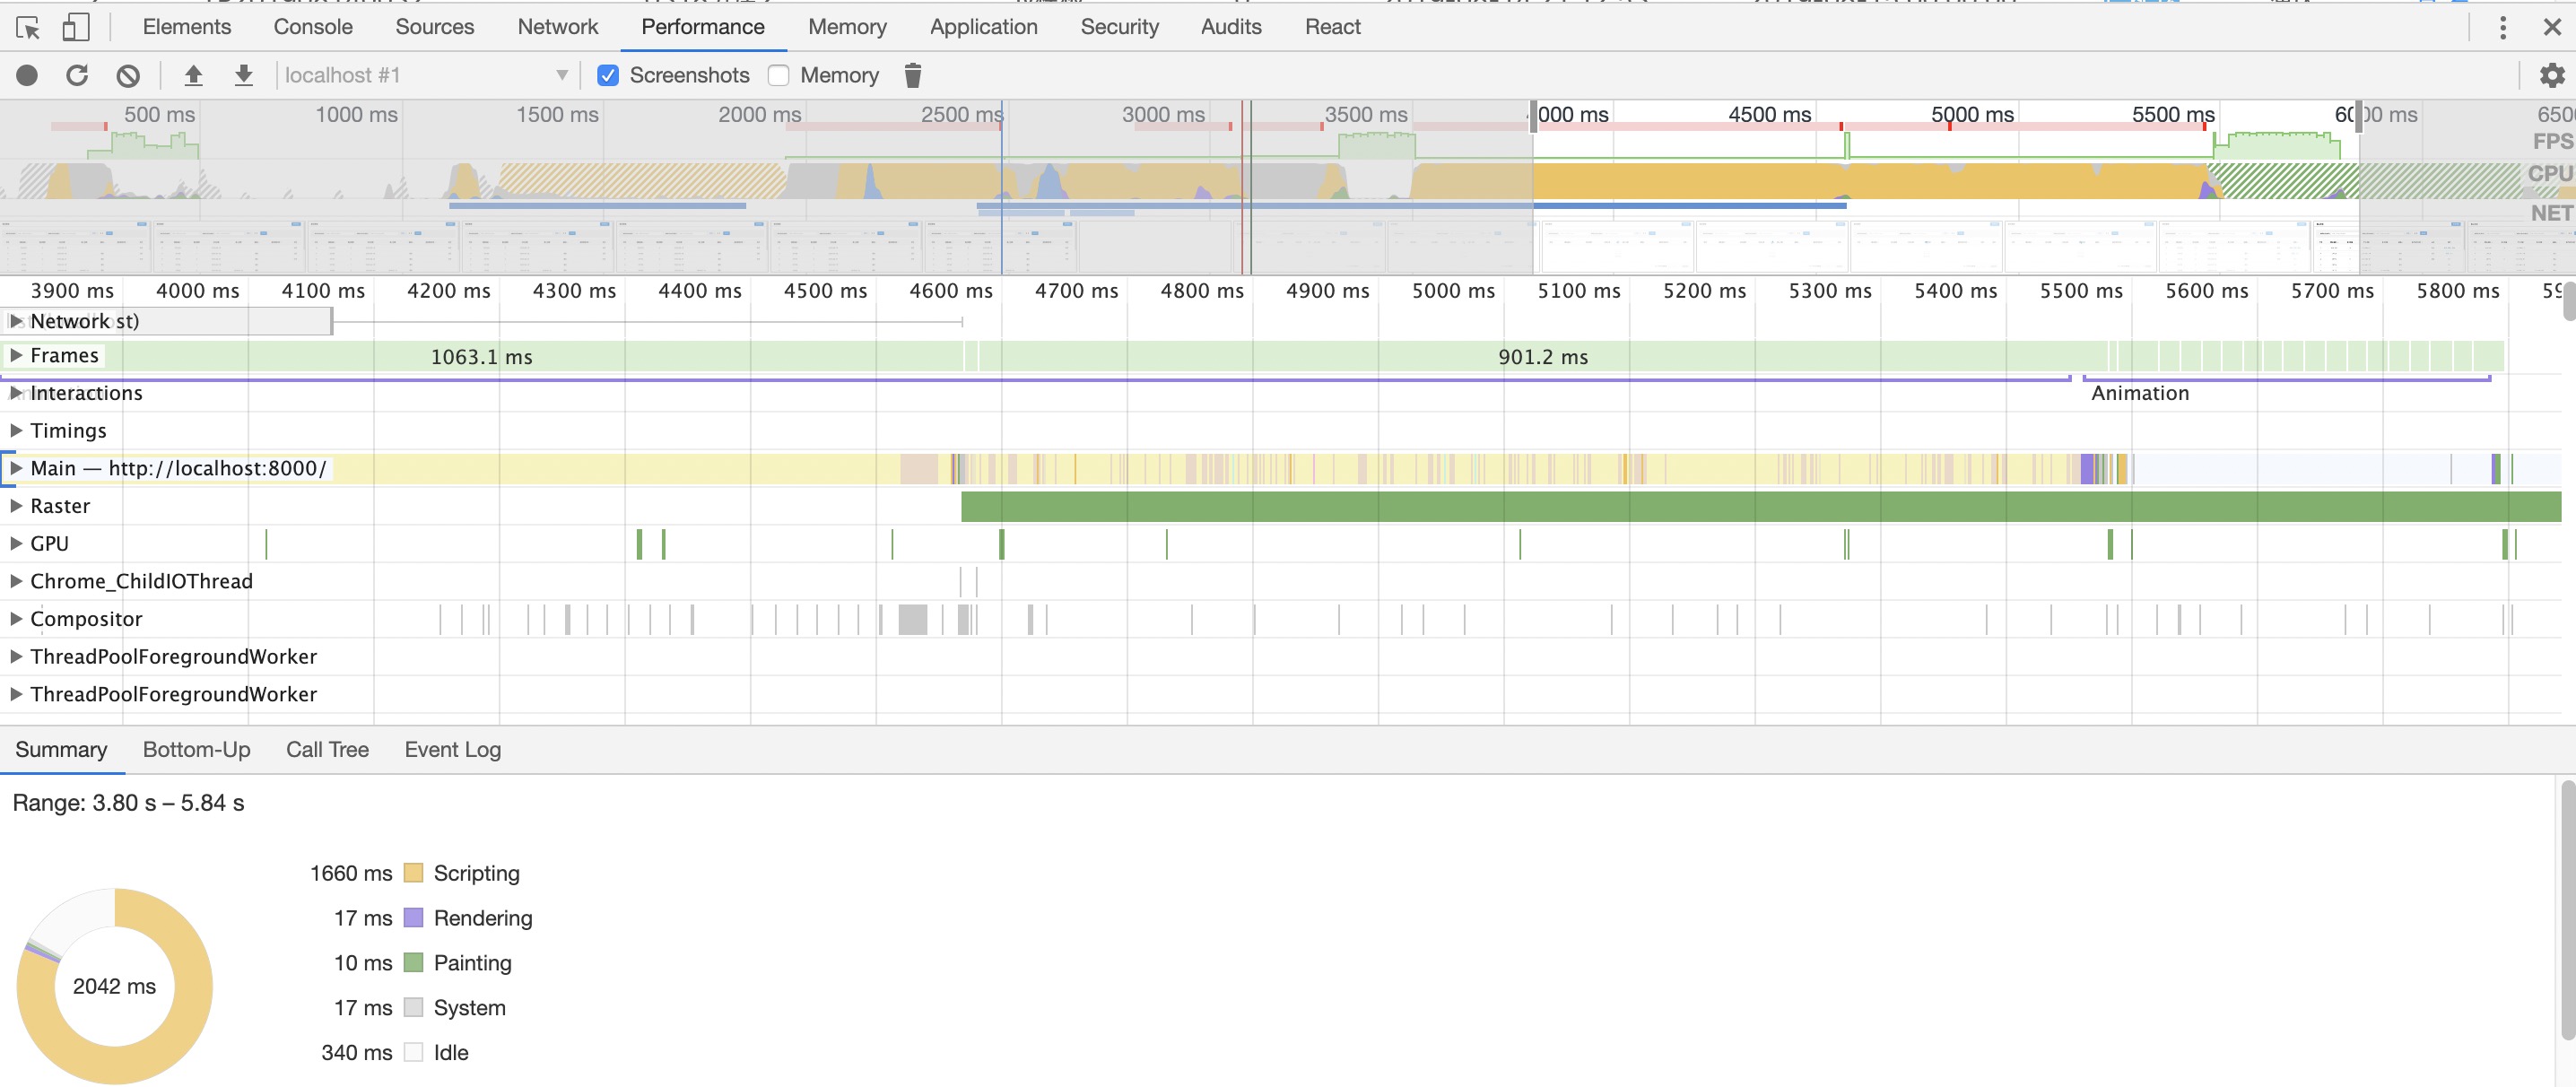 Elements Console Sources Network Performance Memory Application Security Audits React
localhost #1 Screenshots Memory
500 ms 1000 ms 1500 ms 2000 ms 2500 ms 3000 ms 3500 ms 000 ms 4500 ms 5000 ms 5500 ms 6000 ms 650
FPS
CPU
NET
3900 ms 4000 ms 4100 ms 4200 ms 4300 ms 4400 ms 4500 ms 4600 ms 4700 ms 4800 ms 4900 ms 5000 ms 5100 ms 5200 ms 5300 ms 5400 ms 5500 ms 5600 ms 5700 ms 5800 ms 59
Network st)
Frames 1063.1 ms 901.2 ms
Interactions Animation
Timings
Main — http://localhost:8000/
Raster
GPU
Chrome_ChildIOThread
Compositor
ThreadPoolForegroundWorker
ThreadPoolForegroundWorker
Summary Bottom-Up Call Tree Event Log
Range: 3.80 s – 5.84 s
1660 ms Scripting
17 ms Rendering
10 ms Painting
2042 ms
17 ms System
340 ms Idle